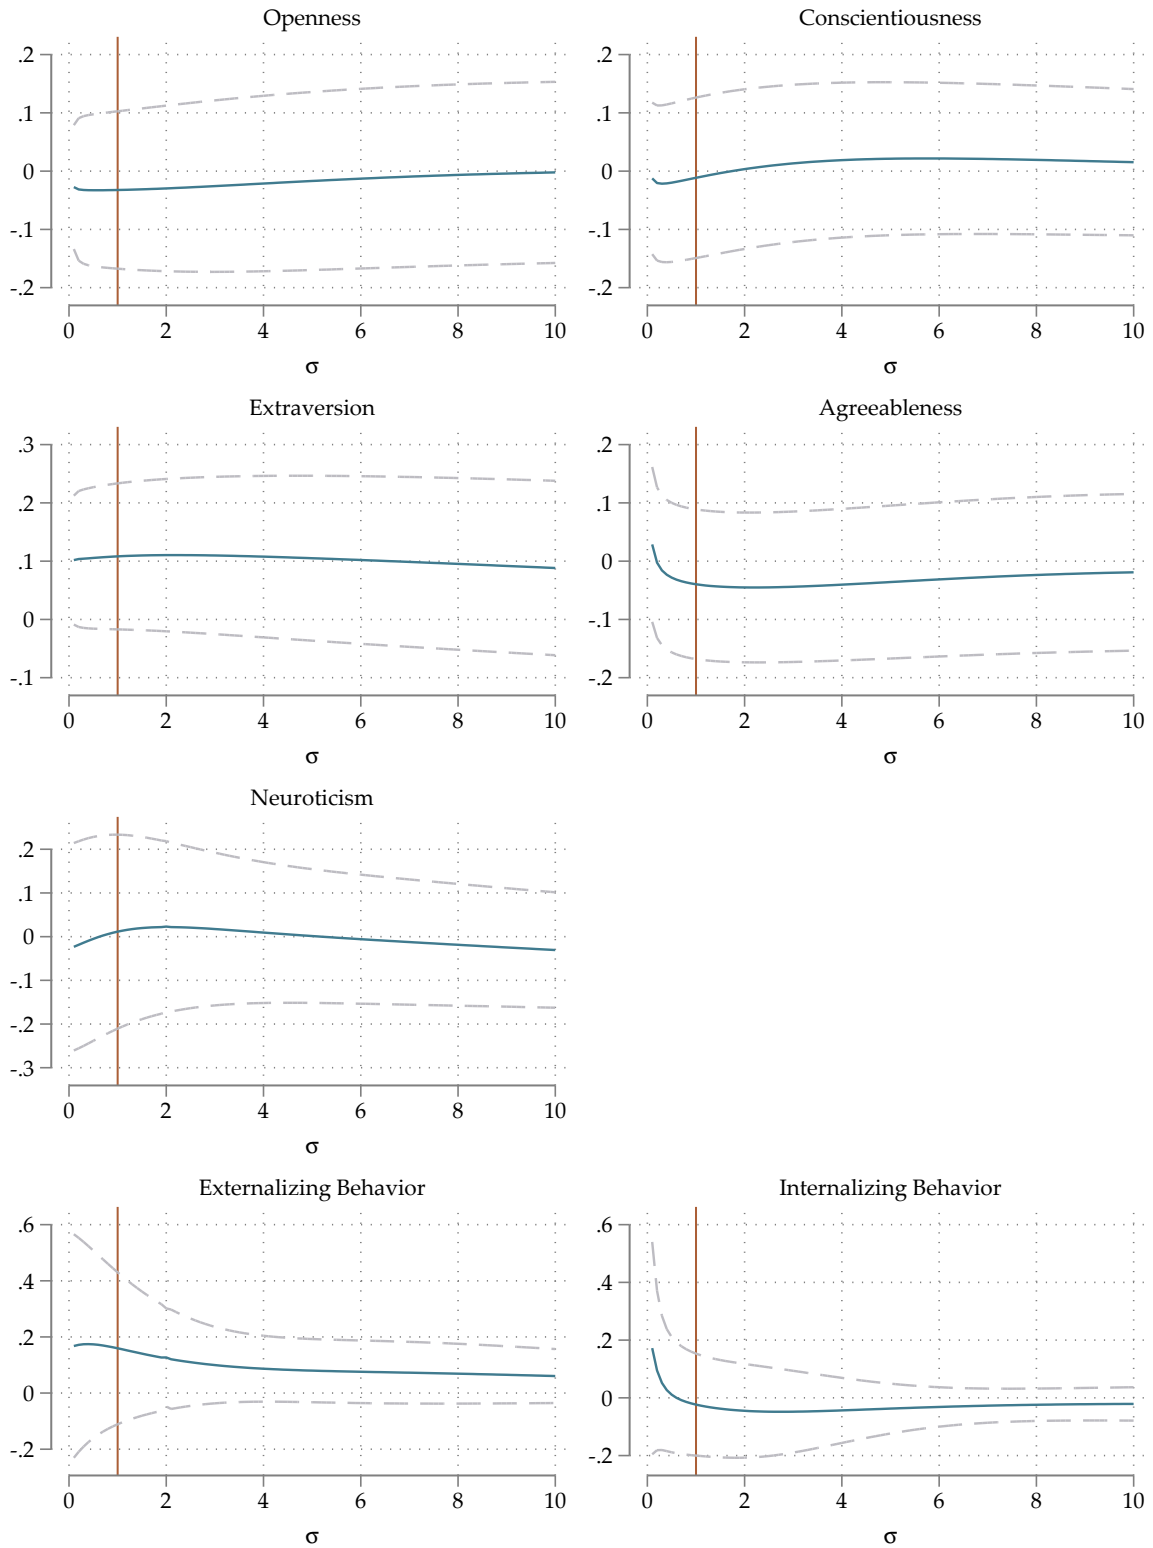 Openness
.2
.1
0
-.1
-.2
0 2 4 6 8 10
σ
Conscientiousness
.2
.1
0
-.1
-.2
0 2 4 6 8 10
σ
Extraversion
.3
.2
.1
0
-.1
0 2 4 6 8 10
σ
Agreeableness
.2
.1
0
-.1
-.2
0 2 4 6 8 10
σ
Neuroticism
.2
.1
0
-.1
-.2
-.3
0 2 4 6 8 10
σ
Externalizing Behavior
.6
.4
.2
0
-.2
0 2 4 6 8 10
σ
Internalizing Behavior
.6
.4
.2
0
-.2
0 2 4 6 8 10
σ